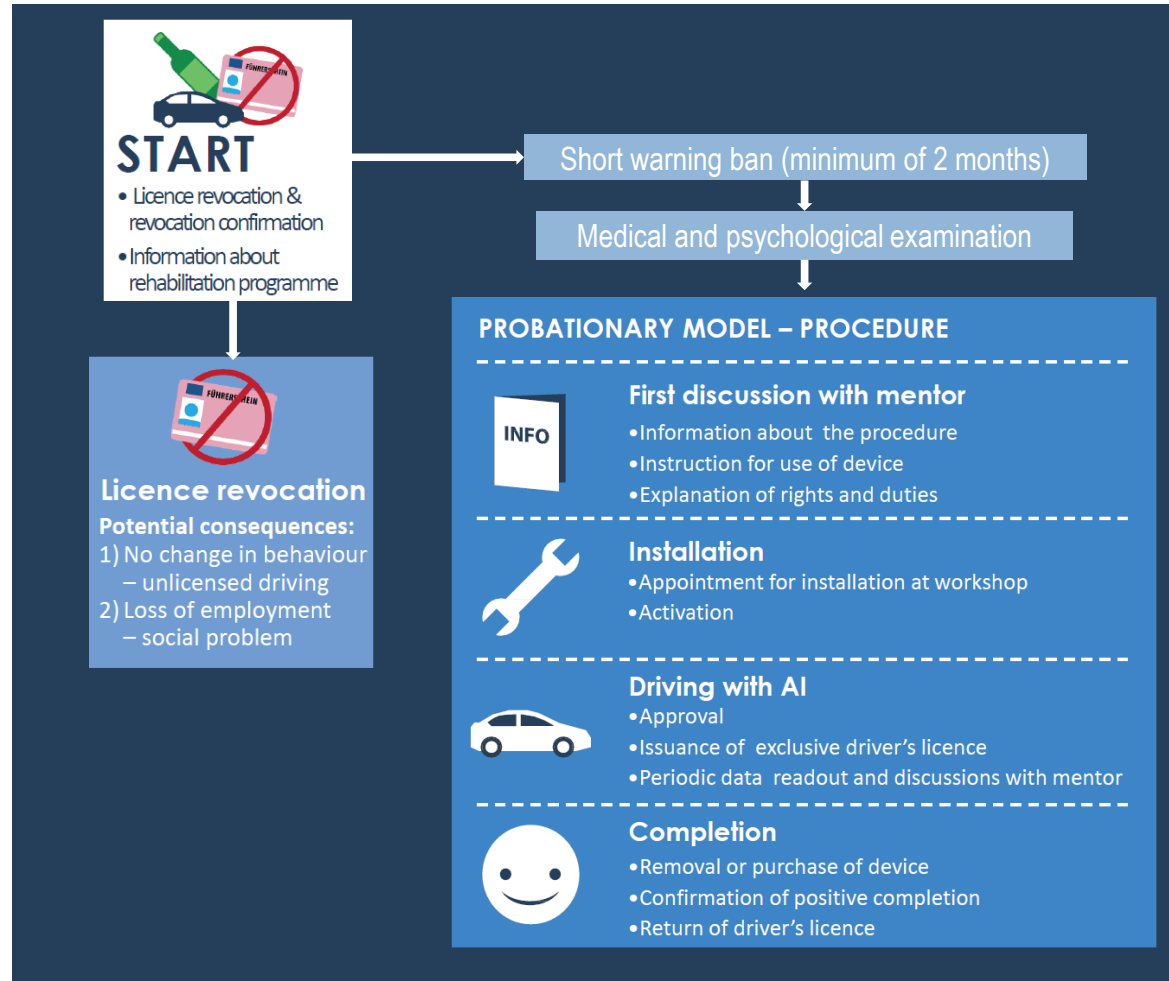 FÜHRERSCHEIN
START
• Licence revocation &
revocation confirmation
• Information about
rehabilitation programme
Short warning ban (minimum of 2 months)
Medical and psychological examination
FÜHRERSCHEIN
Licence revocation
Potential consequences:
1) No change in behaviour
– unlicensed driving
2) Loss of employment
– social problem
PROBATIONARY MODEL – PROCEDURE
INFO
First discussion with mentor
•Information about the procedure
•Instruction for use of device
•Explanation of rights and duties
Installation
•Appointment for installation at workshop
•Activation
Driving with AI
•Approval
•Issuance of exclusive driver’s licence
•Periodic data readout and discussions with mentor
Completion
•Removal or purchase of device
•Confirmation of positive completion
•Return of driver’s licence